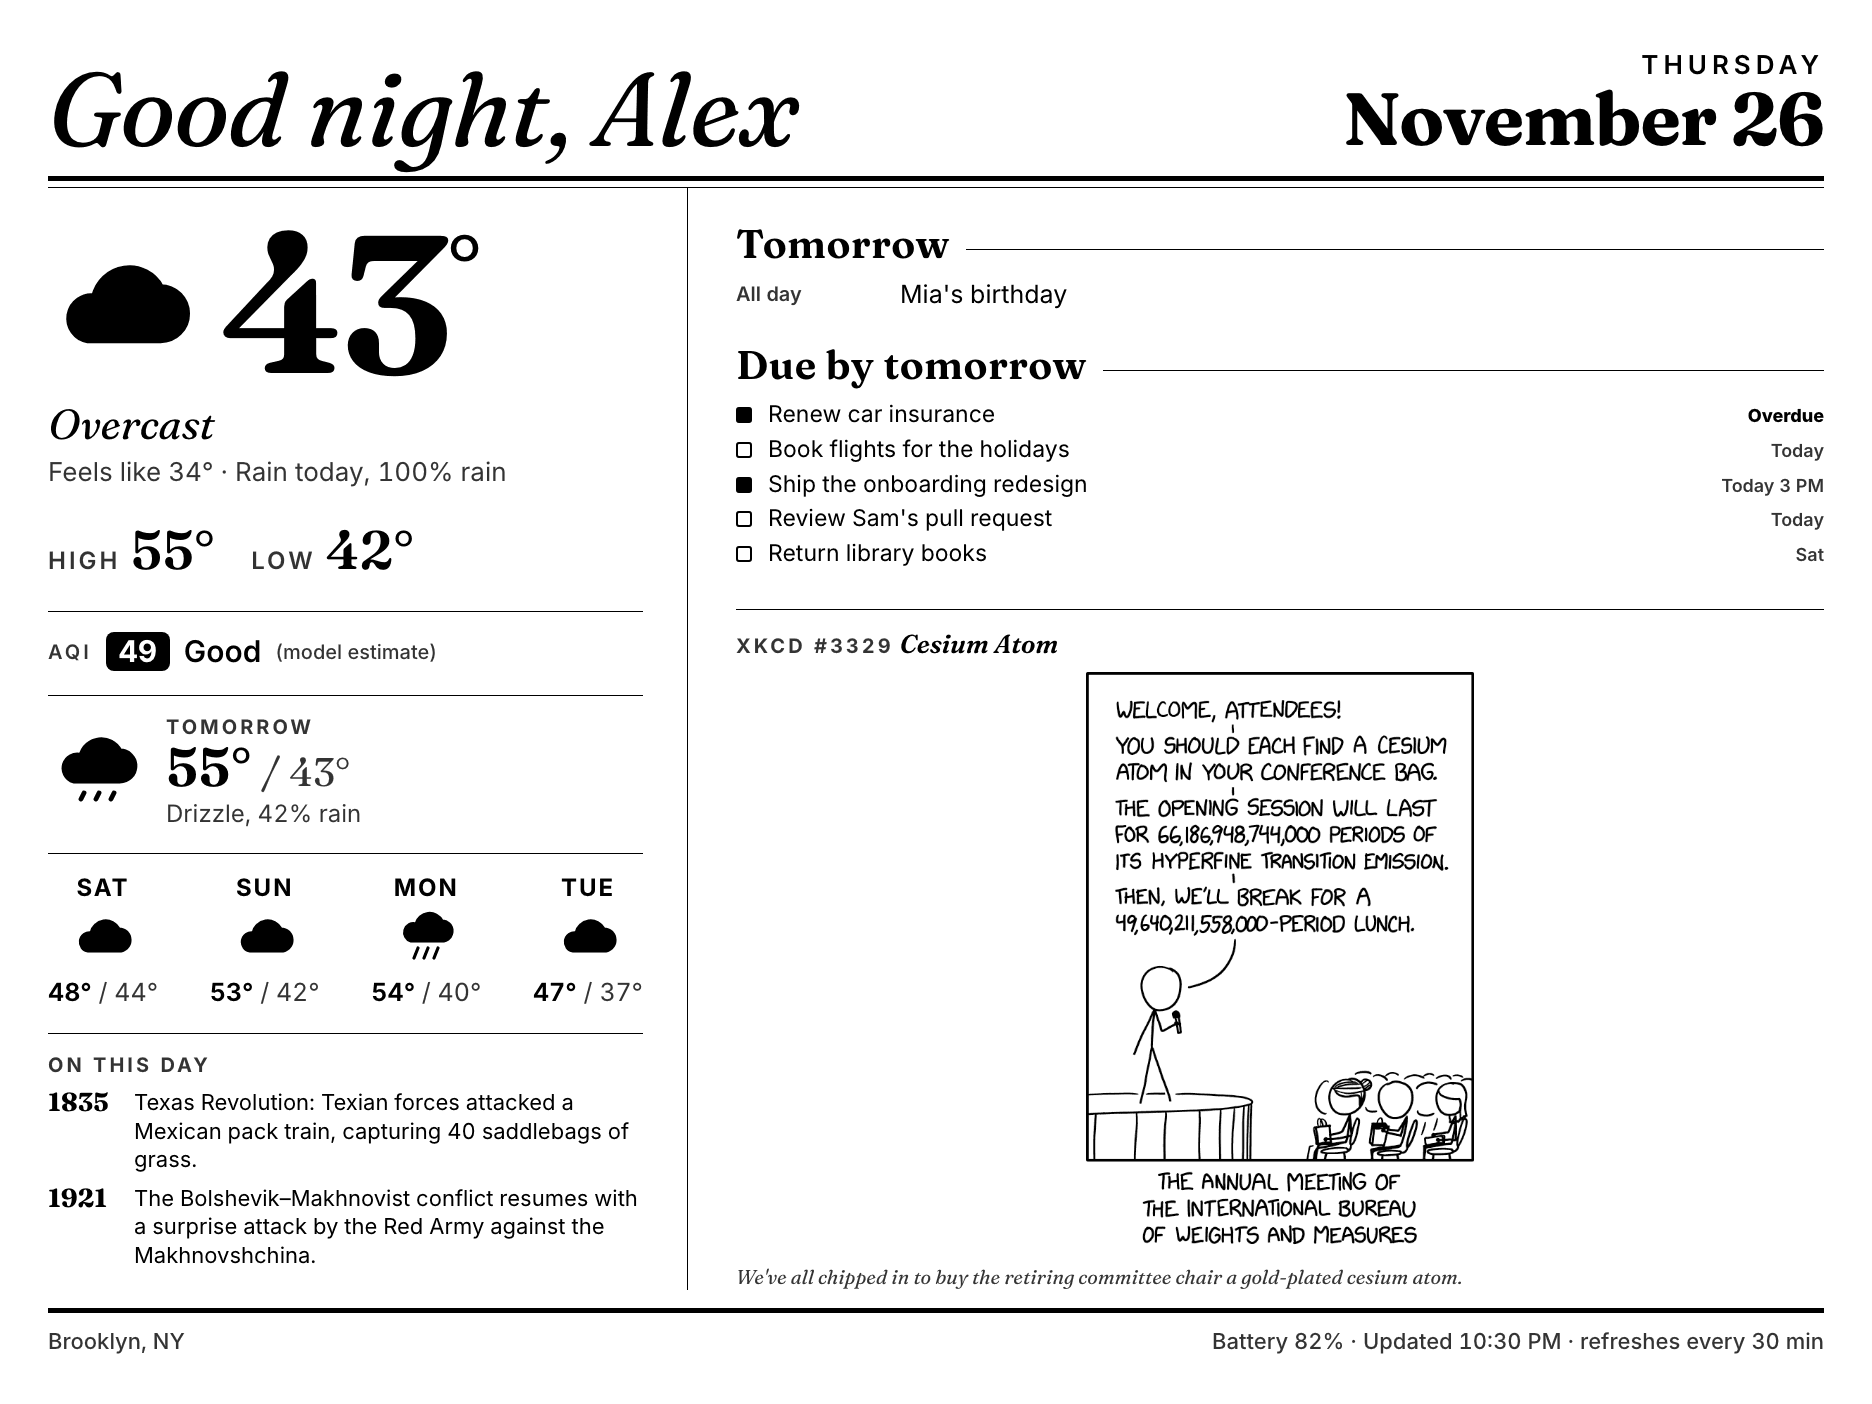 Good night, Alex
THURSDAY
November 26
43°
Overcast
Feels like 34° · Rain today, 100% rain
HIGH 55° LOW 42°
AQI 49 Good (model estimate)
TOMORROW
55° / 43°
Drizzle, 42% rain
SAT SUN MON TUE
48° / 44° 53° / 42° 54° / 40° 47° / 37°
ON THIS DAY
1835 Texas Revolution: Texian forces attacked a
Mexican pack train, capturing 40 saddlebags of
grass.
1921 The Bolshevik–Makhnovist conflict resumes with
a surprise attack by the Red Army against the
Makhnovshchina.
Tomorrow
All day Mia's birthday
Due by tomorrow
Renew car insurance Overdue
Book flights for the holidays Today
Ship the onboarding redesign Today 3 PM
Review Sam's pull request Today
Return library books Sat
XKCD #3329 Cesium Atom
WELCOME, ATTENDEES!
YOU SHOULD EACH FIND A CESIUM
ATOM IN YOUR CONFERENCE BAG.
THE OPENING SESSION WILL LAST
FOR 66,186,948,744,000 PERIODS OF
ITS HYPERFINE TRANSITION EMISSION.
THEN, WE'LL BREAK FOR A
49,640,211,558,000-PERIOD LUNCH.
THE ANNUAL MEETING OF
THE INTERNATIONAL BUREAU
OF WEIGHTS AND MEASURES
We've all chipped in to buy the retiring committee chair a gold-plated cesium atom.
Brooklyn, NY
Battery 82% · Updated 10:30 PM · refreshes every 30 min